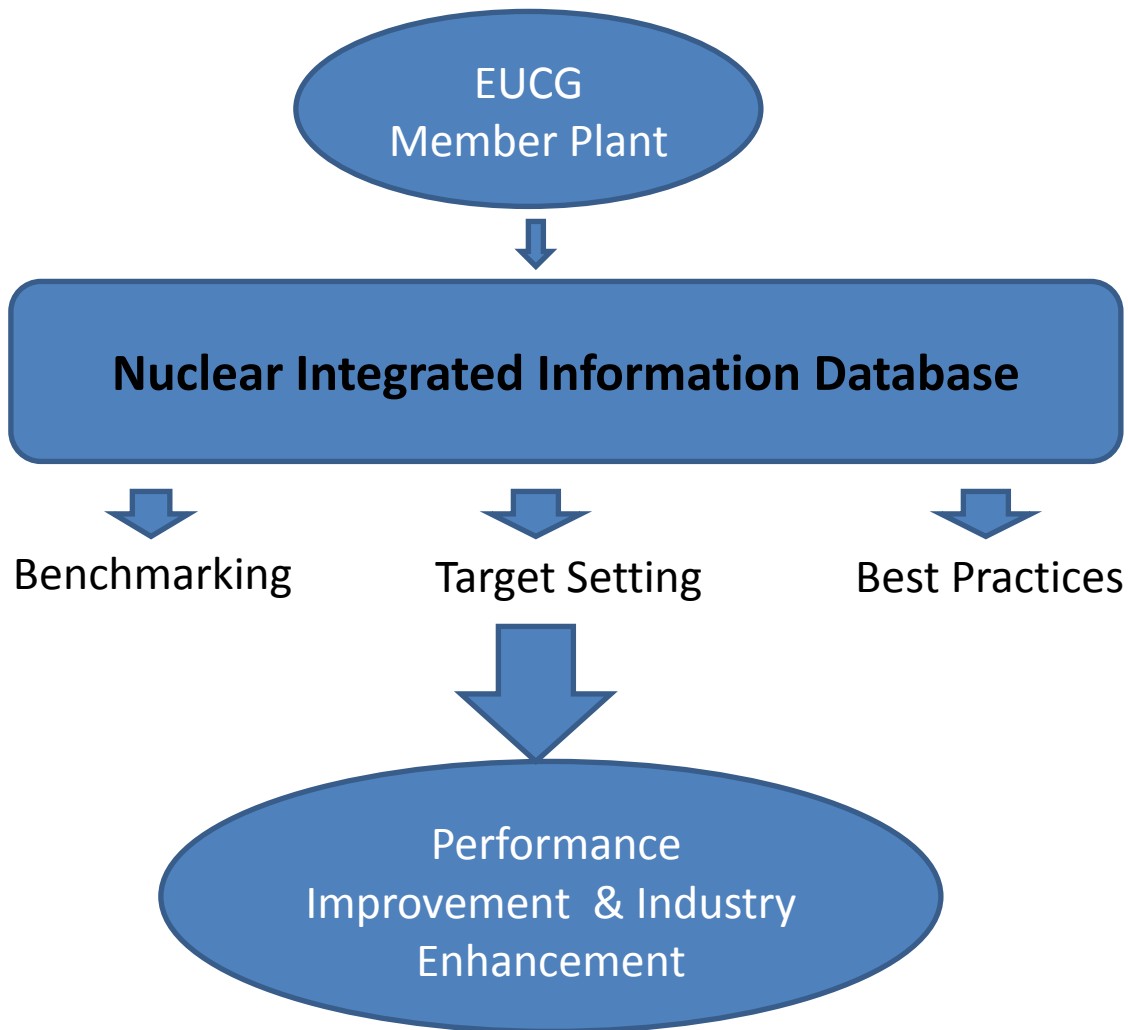 EUCG
Member Plant
Nuclear Integrated Information Database
Benchmarking
Target Setting
Best Practices
Performance
Improvement & Industry
Enhancement